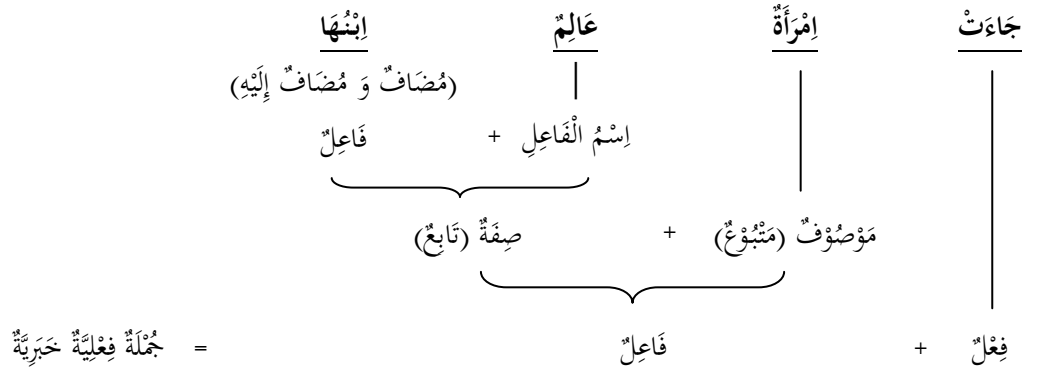 جَاءَتْ اِمْرَأَةٌ عَالِمٌ اِبْنُهَا
(مُضَافٌ وَ مُضَافٌ إِلَيْهِ)
اِسْمُ الْفَاعِلِ + فَاعِلٌ
مَوْصُوْفٌ (مَتْبُوْعٌ) + صِفَةٌ (تَابِعٌ)
فِعْلٌ + فَاعِلٌ = جُمْلَةٌ فِعْلِيَّةٌ خَبَرِيَّةٌ